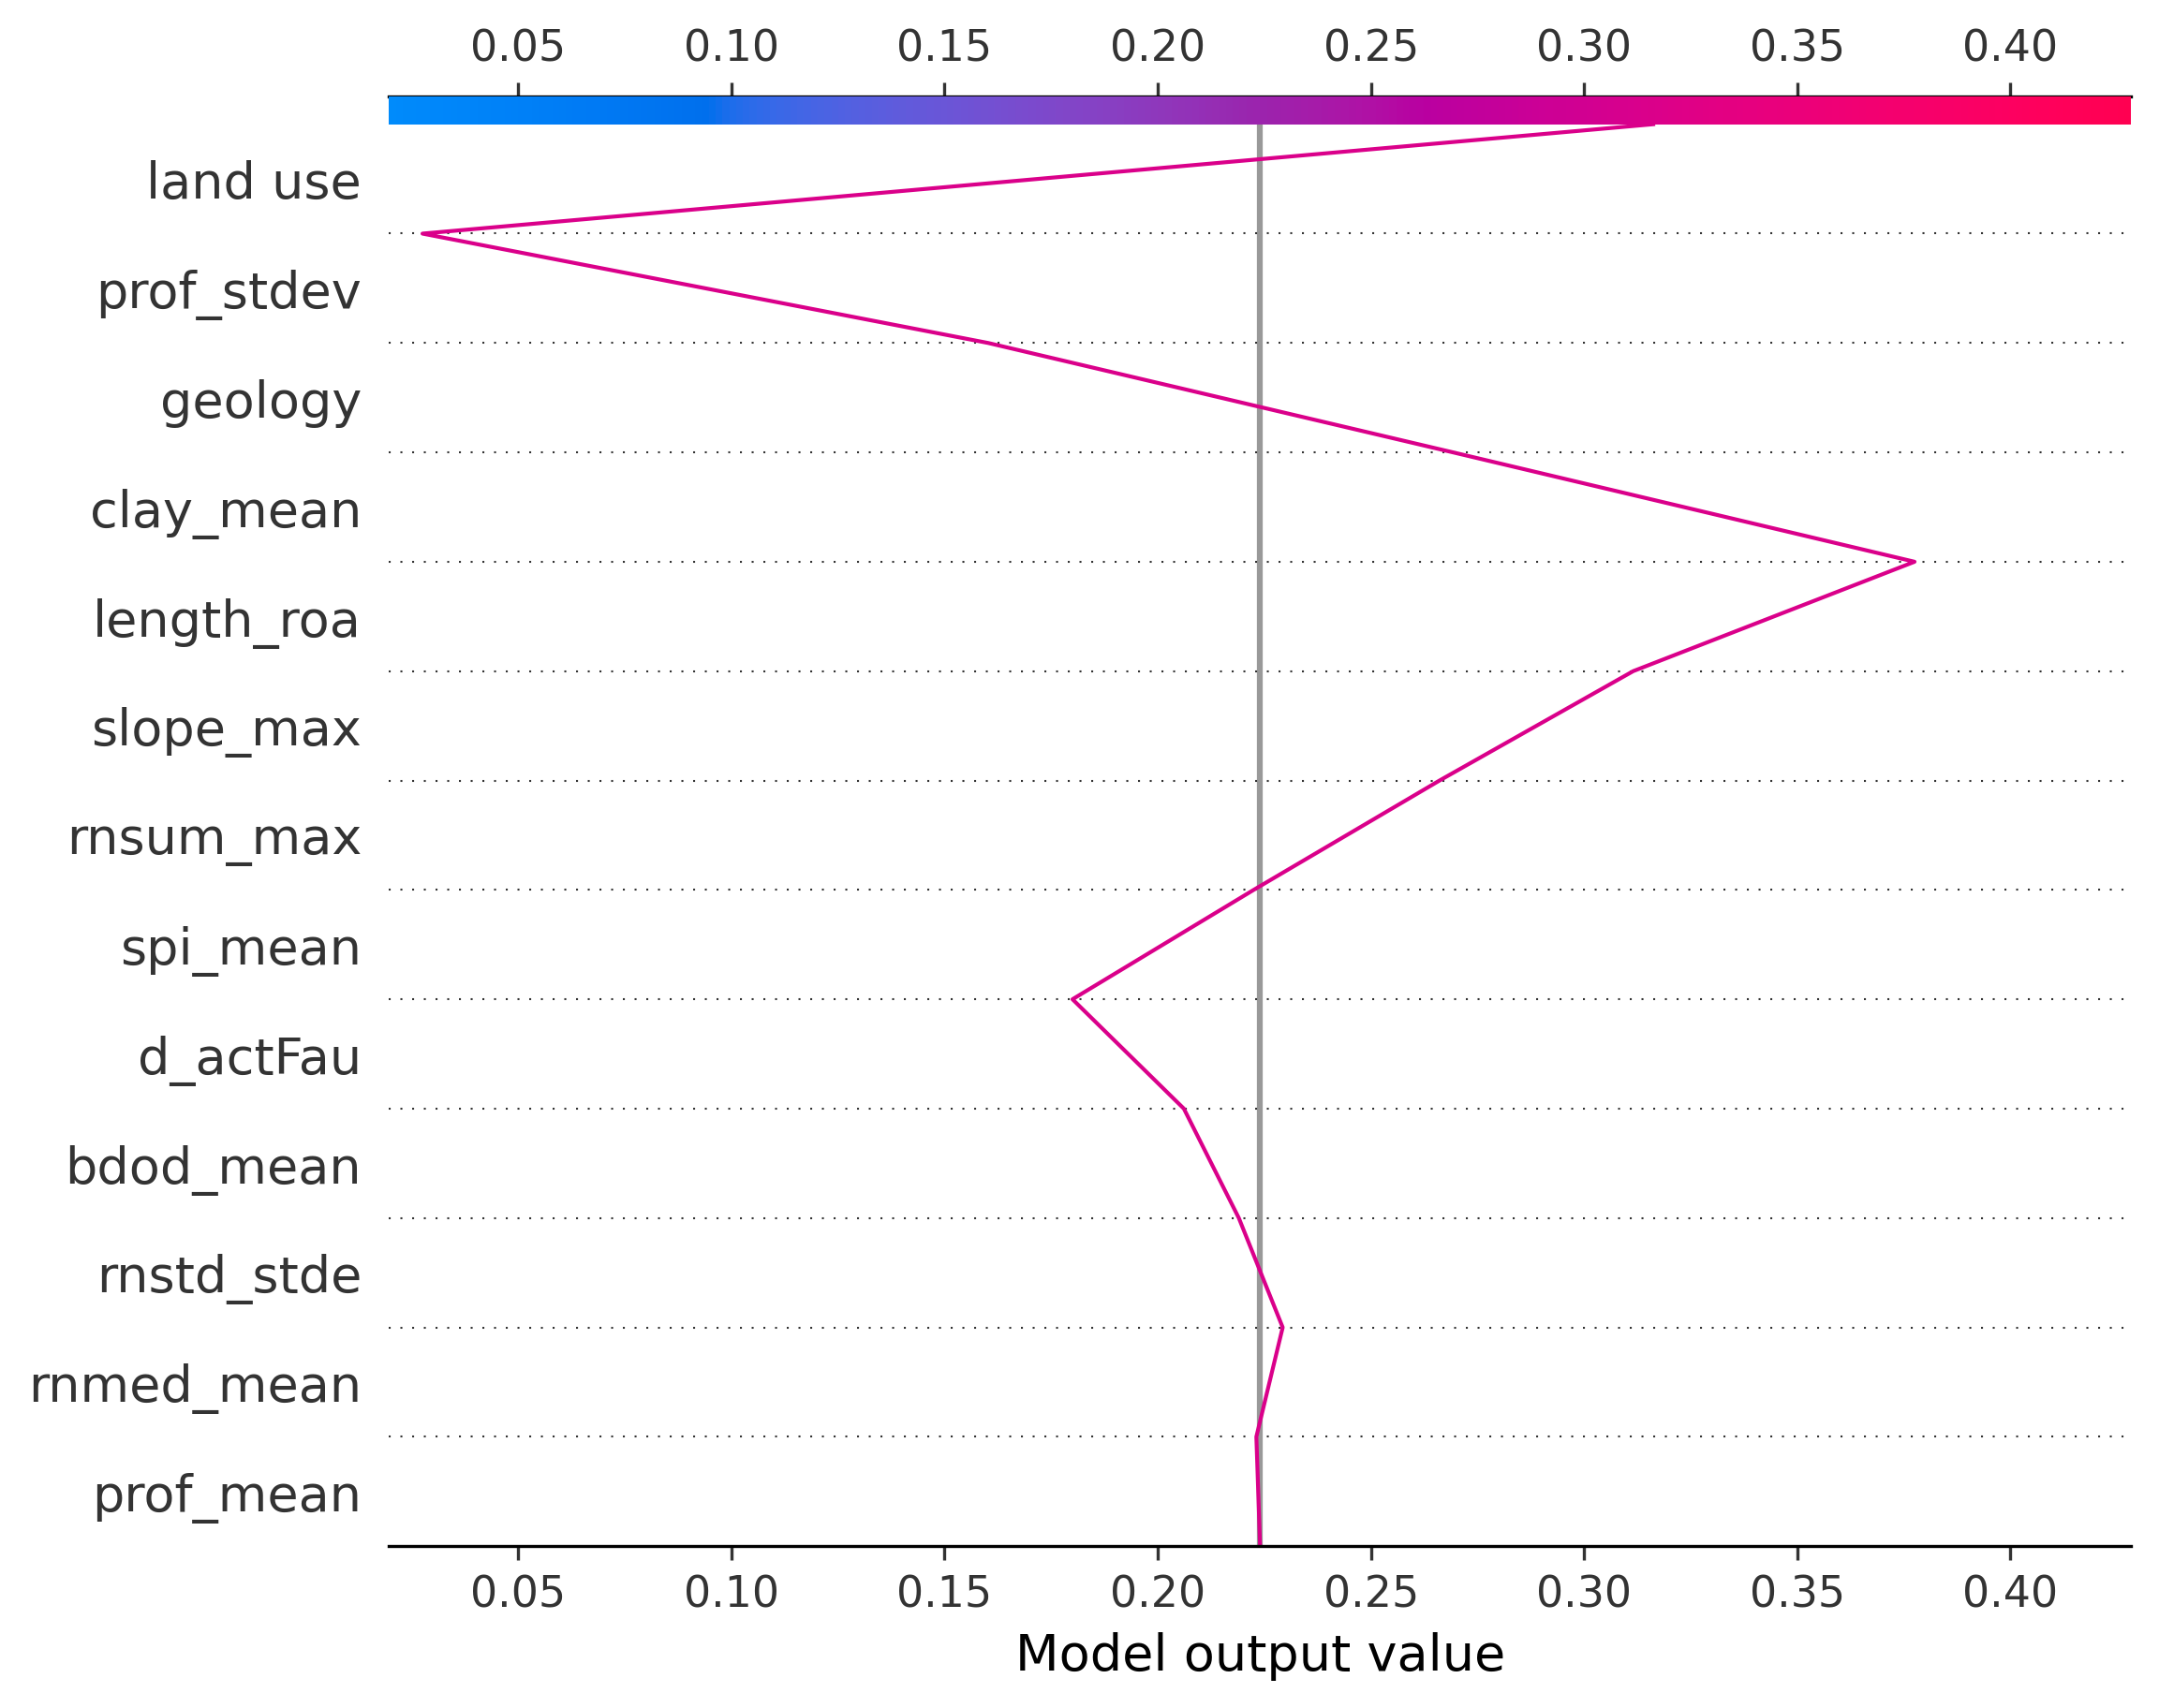 0.05 0.10 0.15 0.20 0.25 0.30 0.35 0.40
land use
prof_stdev
geology
clay_mean
length_roa
slope_max
rnsum_max
spi_mean
d_actFau
bdod_mean
rnstd_stde
rnmed_mean
prof_mean
0.05 0.10 0.15 0.20 0.25 0.30 0.35 0.40
Model output value